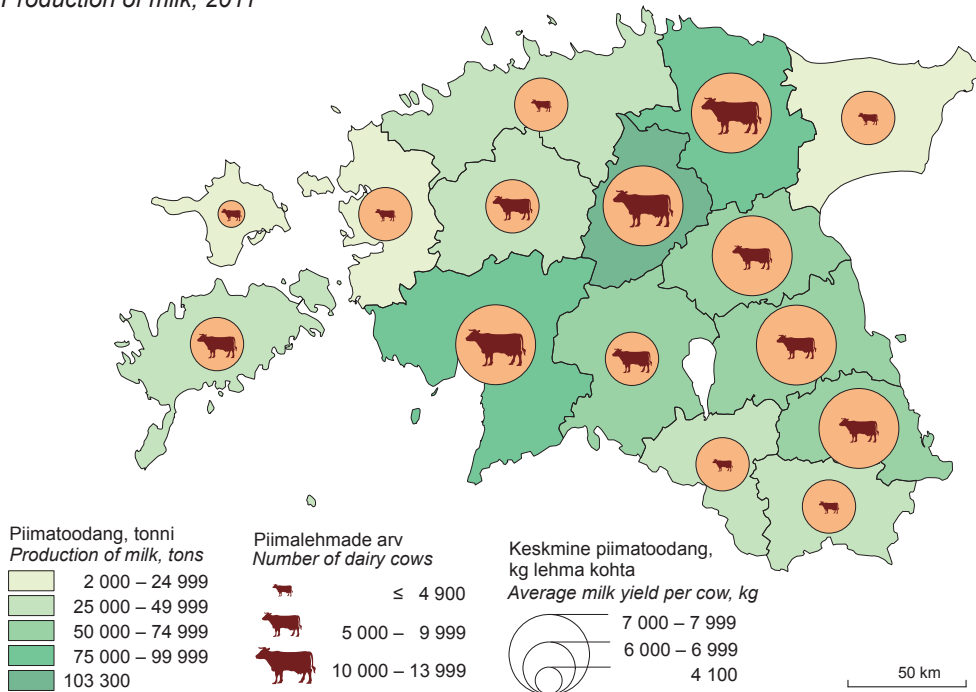 Production of milk, 2011
Piimatoodang, tonni
Production of milk, tons
2 000 – 24 999
25 000 – 49 999
50 000 – 74 999
75 000 – 99 999
103 300
Piimalehmade arv
Number of dairy cows
≤ 4 900
5 000 – 9 999
10 000 – 13 999
Keskmine piimatoodang,
kg lehma kohta
Average milk yield per cow, kg
7 000 – 7 999
6 000 – 6 999
4 100
50 km